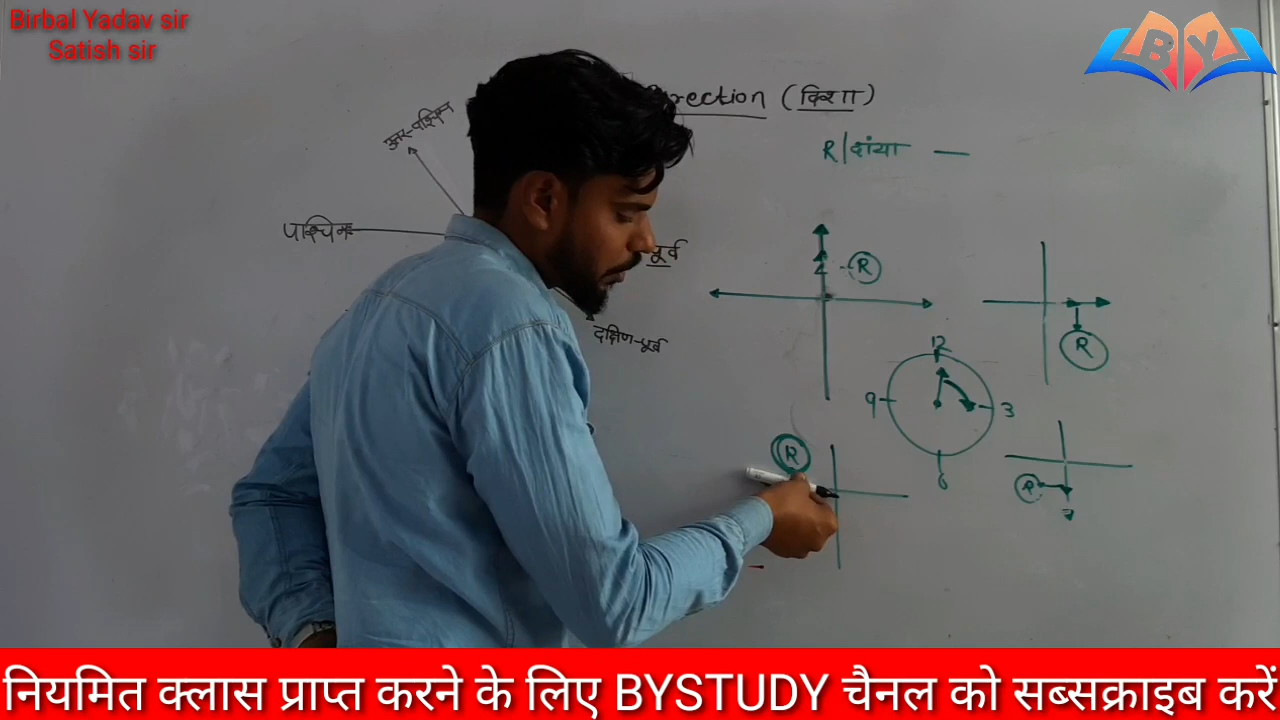 Birbal Yadav sir
Satish sir
BY
Direction (दिशा)
R/दांया —
उत्तर-पश्चिम
पश्चिम
पूर्व
दक्षिण-पूर्व
R
R
12
9
3
6
R
R
नियमित क्लास प्राप्त करने के लिए BYSTUDY चैनल को सब्सक्राइब करें